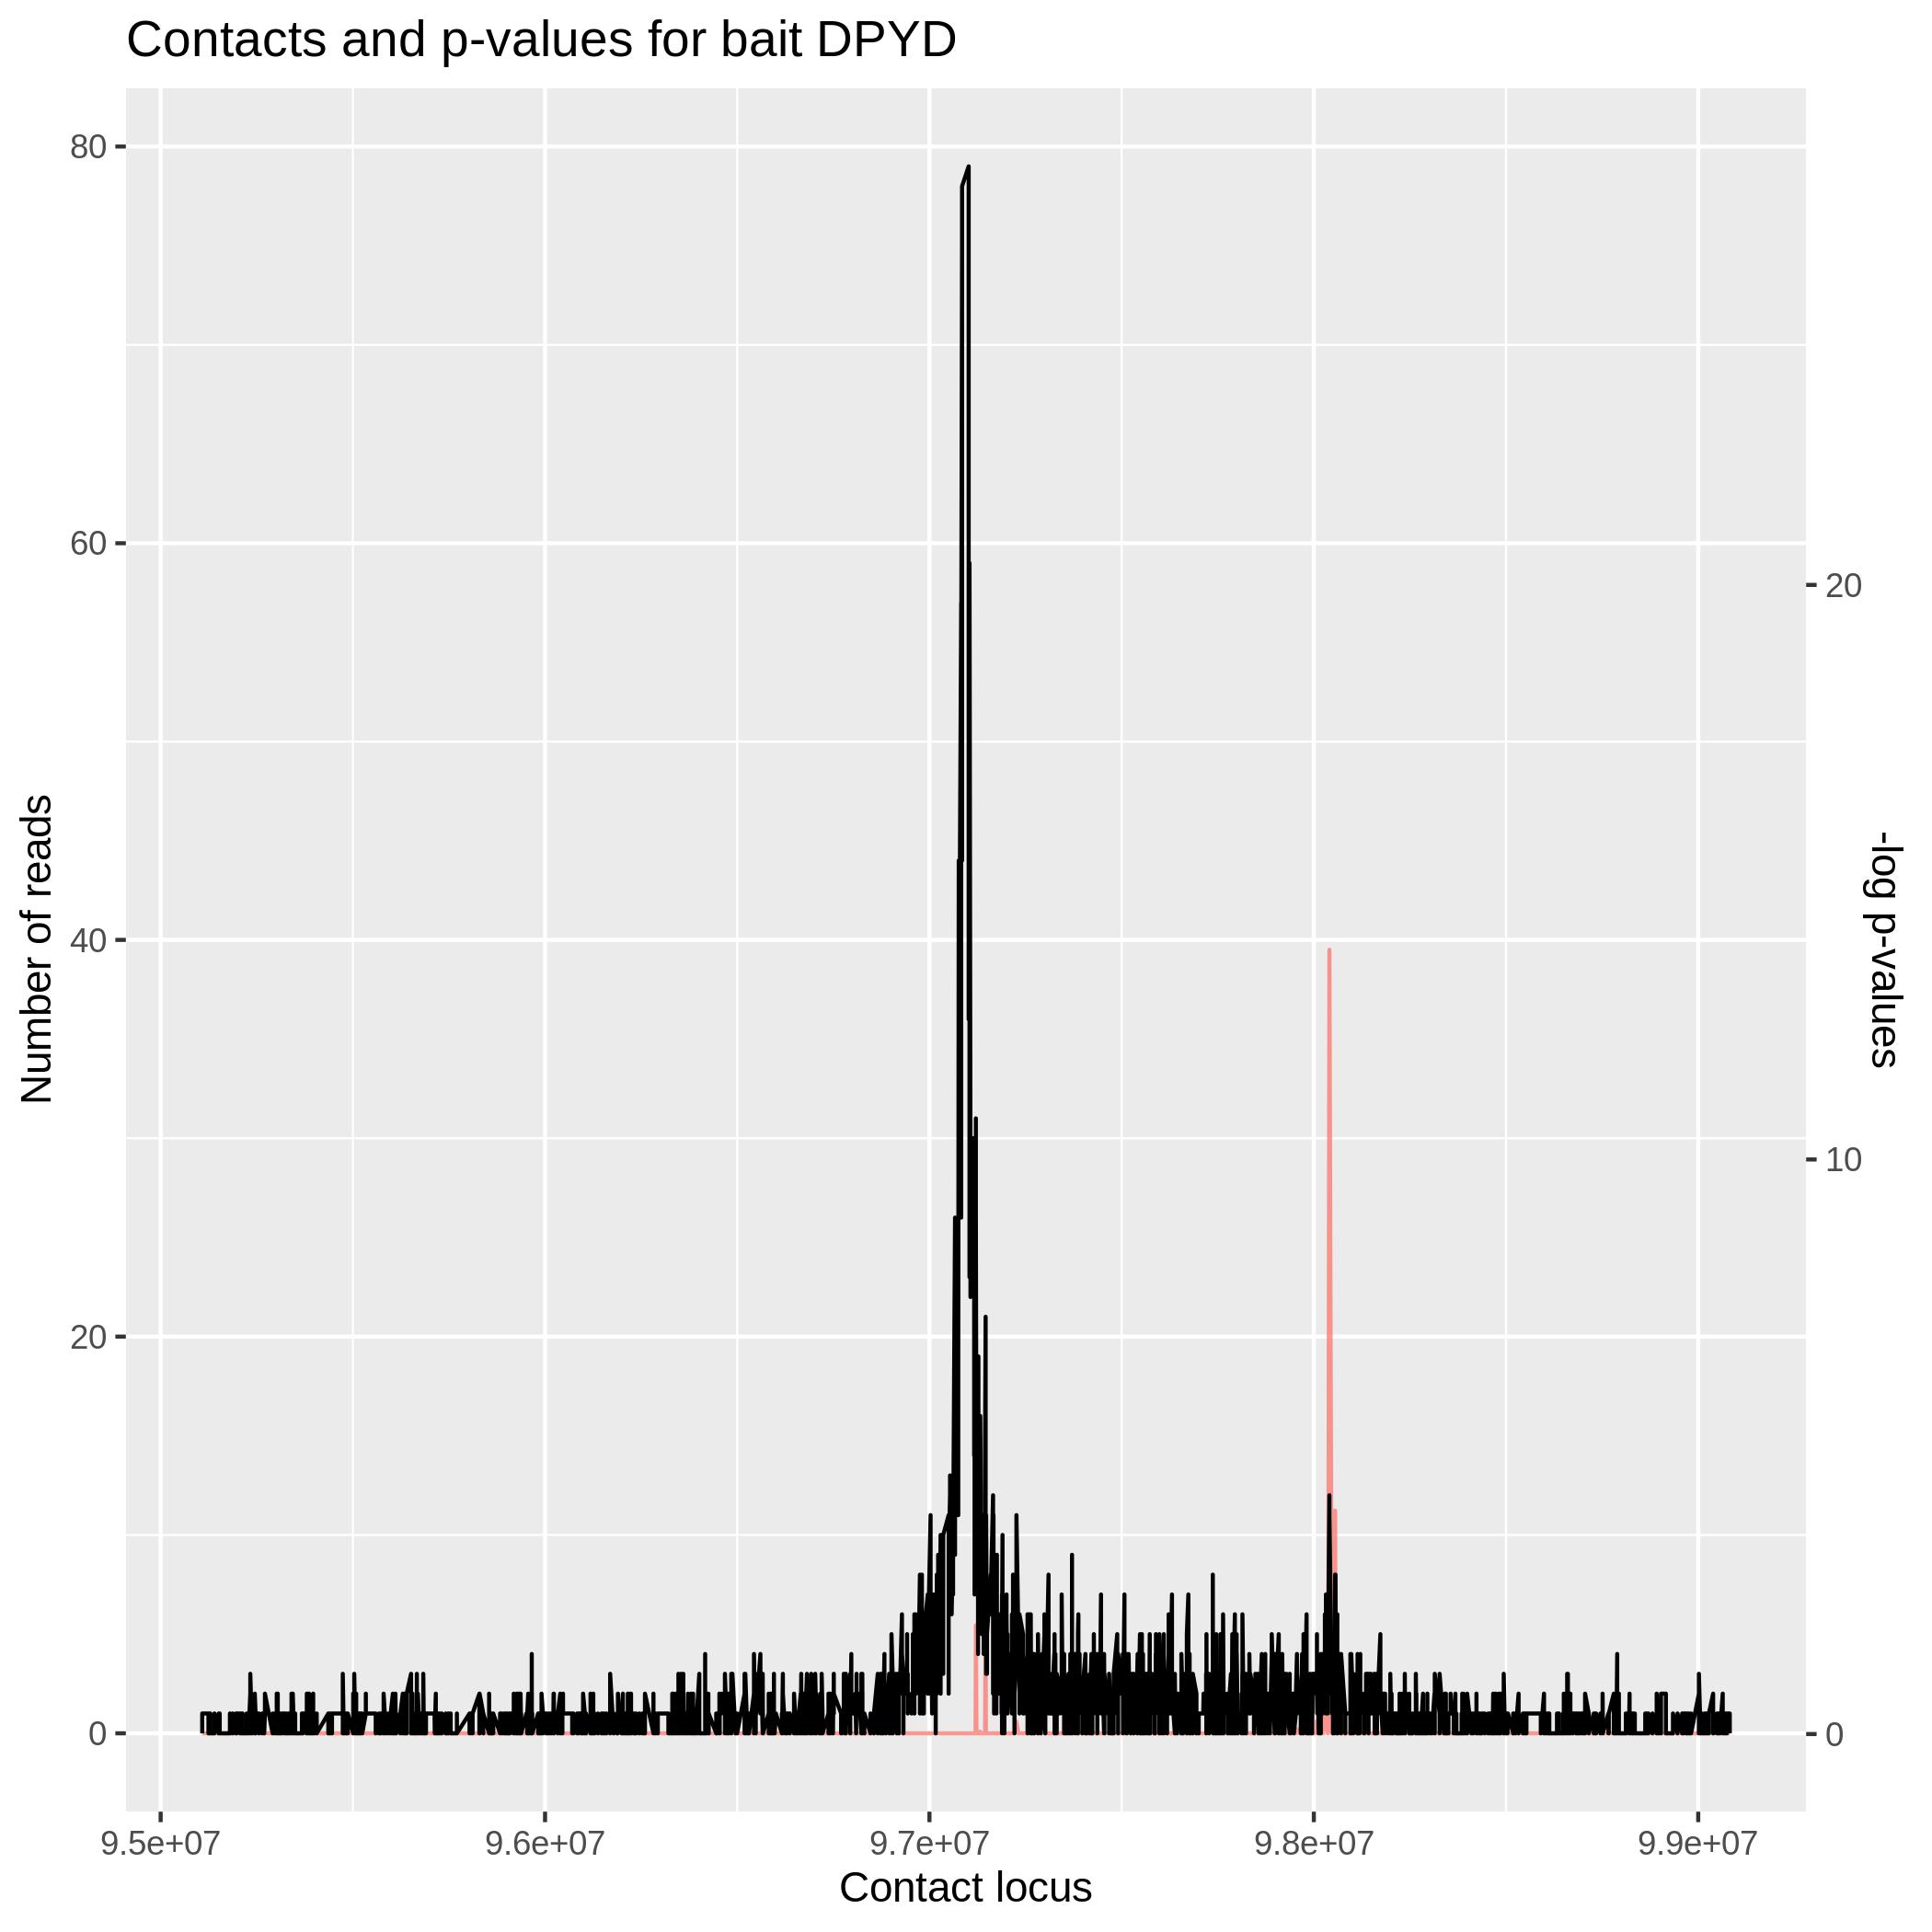 Contacts and p-values for bait DPYD
80
60
40
20
0
Number of reads
20
10
0
-log p-values
9.5e+07 9.6e+07 9.7e+07 9.8e+07 9.9e+07
Contact locus